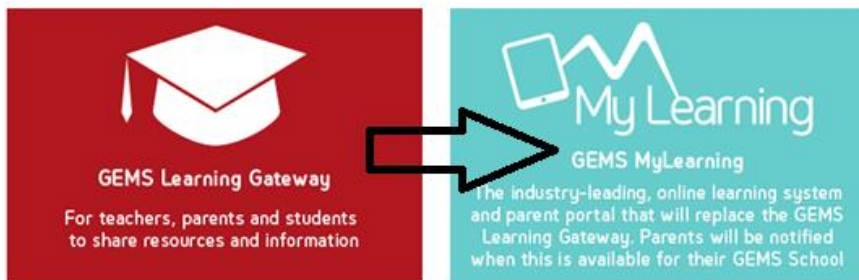 GEMS Learning Gateway
For teachers, parents and students
to share resources and information
My Learning
GEMS MyLearning
The industry-leading, online learning system
and parent portal that will replace the GEMS
Learning Gateway. Parents will be notified
when this is available for their GEMS School